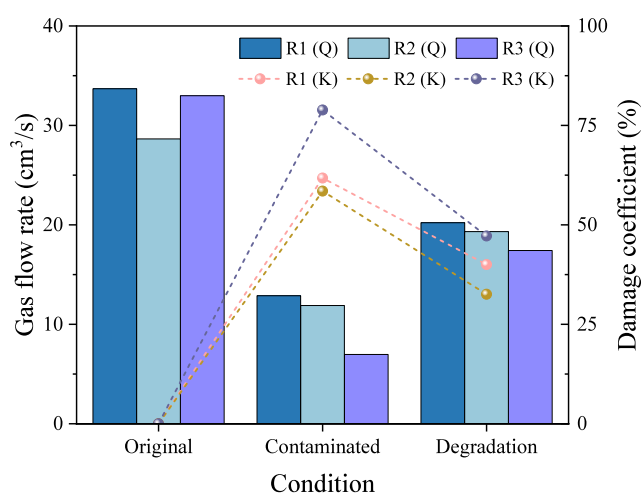 40
30
20
10
0
Gas flow rate (cm³/s)
R1 (Q) R2 (Q) R3 (Q)
R1 (K) R2 (K) R3 (K)
100
75
50
25
0
Damage coefficient (%)
Original Contaminated Degradation
Condition